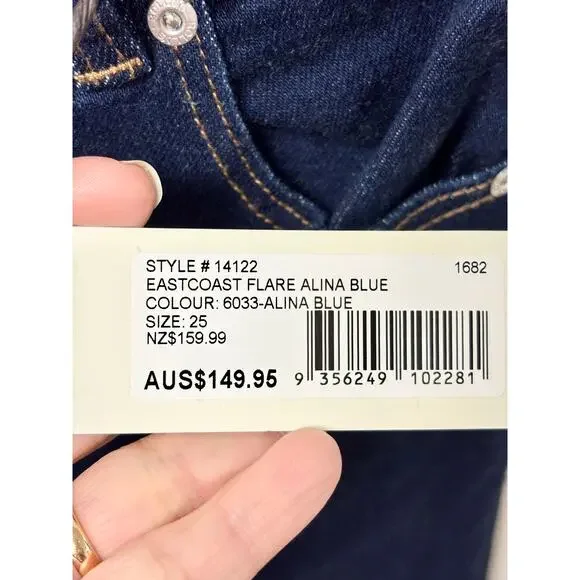 STYLE # 14122
1682
EASTCOAST FLARE ALINA BLUE
COLOUR: 6033-ALINA BLUE
SIZE: 25
NZ$159.99
AUS$149.95
9 356249 102281